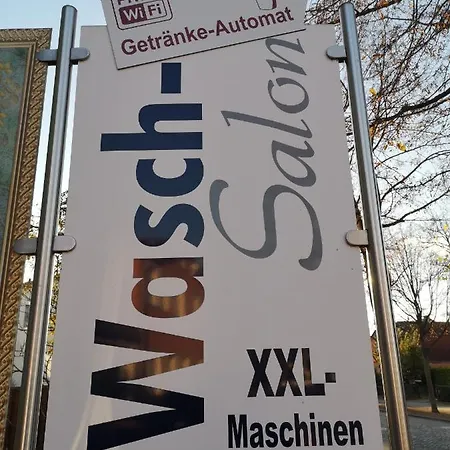 WiFi
Getränke-Automat
Wasch-
Salon
XXL-
Maschinen